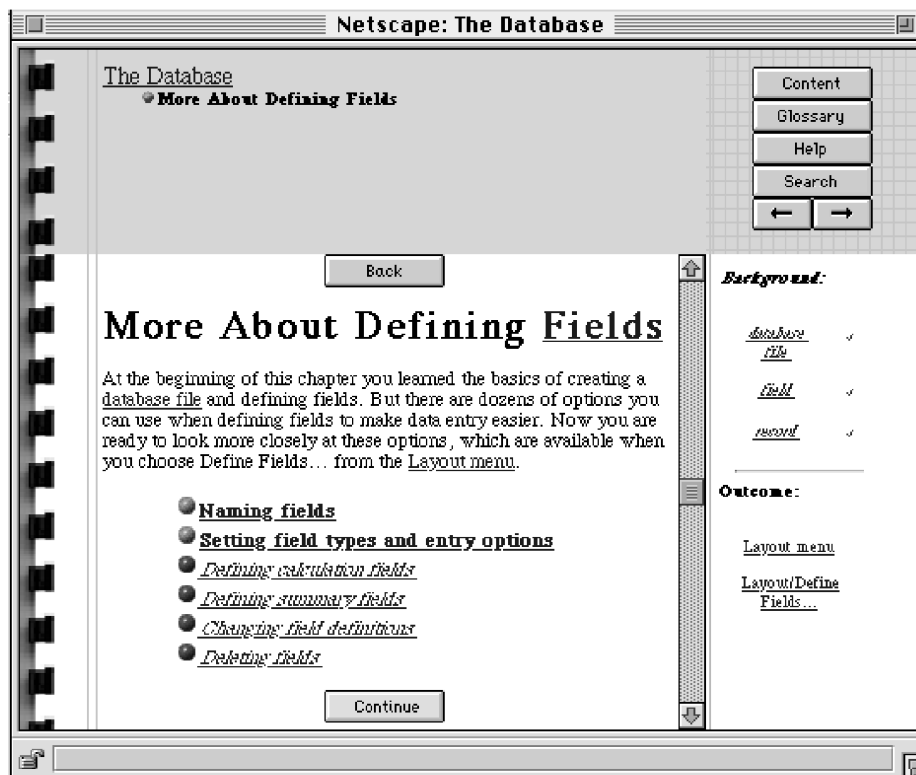 Netscape: The Database
The Database
More About Defining Fields
Content
Glossary
Help
Search
← →
Back
More About Defining Fields
At the beginning of this chapter you learned the basics of creating a
database file and defining fields. But there are dozens of options you
can use when defining fields to make data entry easier. Now you are
ready to look more closely at these options, which are available when
you choose Define Fields... from the Layout menu.
Naming fields
Setting field types and entry options
Defining calculation fields
Defining summary fields
Changing field definitions
Deleting fields
Continue
Background:
database
file
field
record
Outcome:
Layout menu
Layout/Define
Fields...